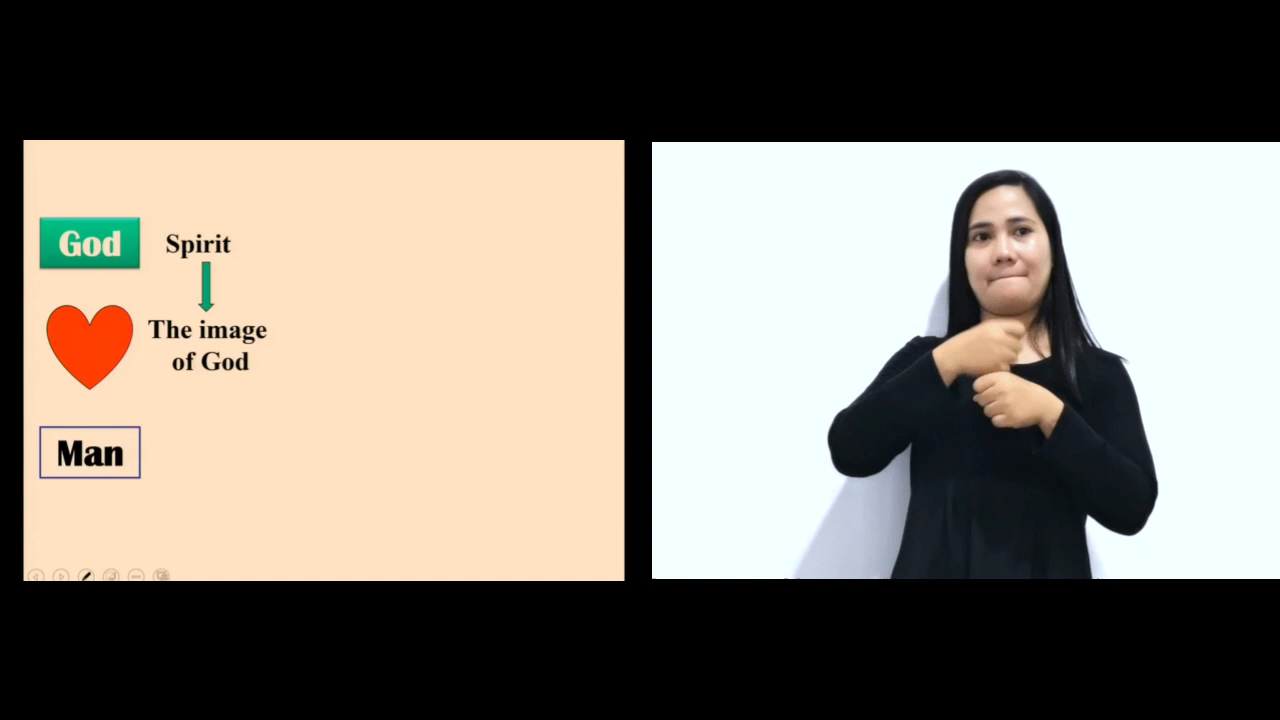 God
Spirit
The image
of God
Man